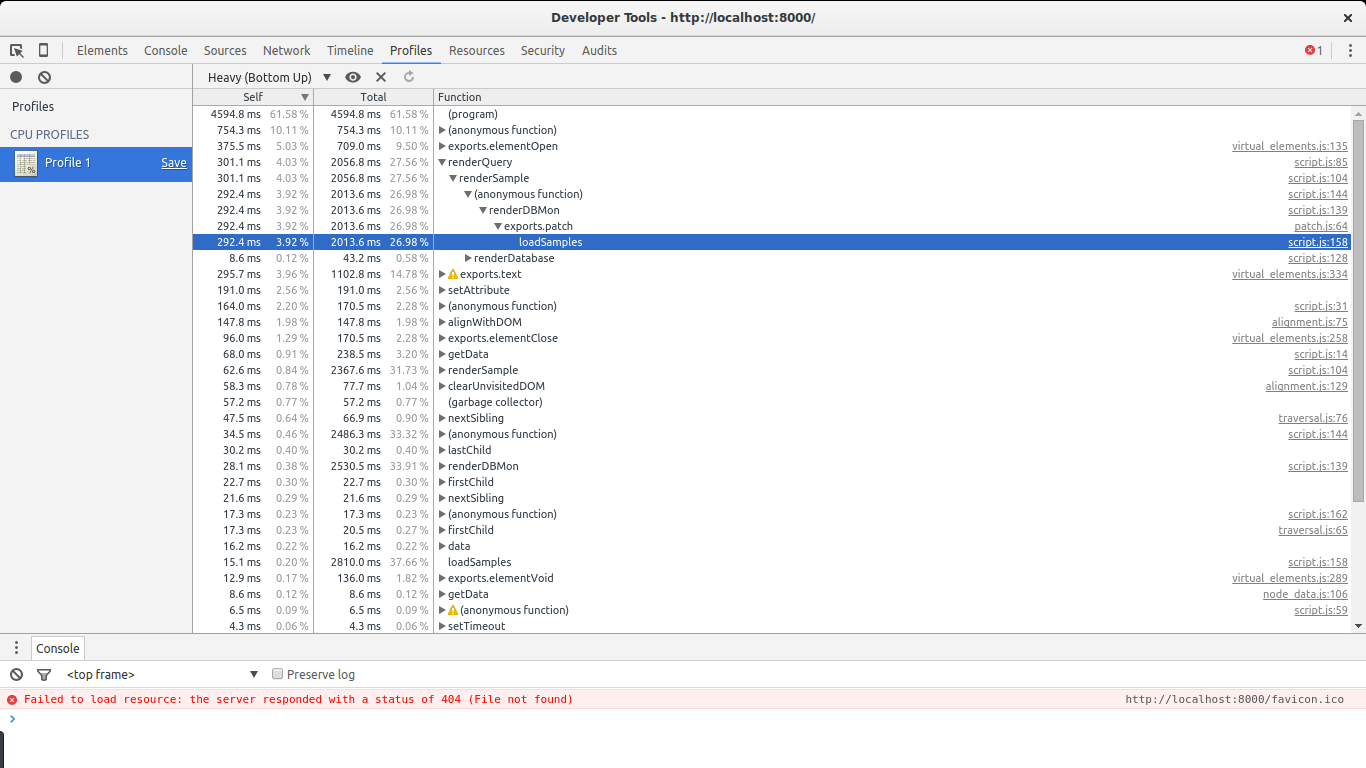 Developer Tools - http://localhost:8000/
Elements Console Sources Network Timeline Profiles Resources Security Audits 1
Heavy (Bottom Up)
Profiles
CPU PROFILES
Profile 1 Save
%
Self Total Function
4594.8 ms 61.58 % 4594.8 ms 61.58 % (program)
754.3 ms 10.11 % 754.3 ms 10.11 % (anonymous function)
375.5 ms 5.03 % 709.0 ms 9.50 % exports.elementOpen virtual_elements.js:135
301.1 ms 4.03 % 2056.8 ms 27.56 % renderQuery script.js:85
301.1 ms 4.03 % 2056.8 ms 27.56 % renderSample script.js:104
292.4 ms 3.92 % 2013.6 ms 26.98 % (anonymous function) script.js:144
292.4 ms 3.92 % 2013.6 ms 26.98 % renderDBMon script.js:139
292.4 ms 3.92 % 2013.6 ms 26.98 % exports.patch patch.js:64
292.4 ms 3.92 % 2013.6 ms 26.98 % loadSamples script.js:158
8.6 ms 0.12 % 43.2 ms 0.58 % renderDatabase script.js:128
295.7 ms 3.96 % 1102.8 ms 14.78 % exports.text virtual_elements.js:334
191.0 ms 2.56 % 191.0 ms 2.56 % setAttribute
164.0 ms 2.20 % 170.5 ms 2.28 % (anonymous function) script.js:31
147.8 ms 1.98 % 147.8 ms 1.98 % alignWithDOM alignment.js:75
96.0 ms 1.29 % 170.5 ms 2.28 % exports.elementClose virtual_elements.js:258
68.0 ms 0.91 % 238.5 ms 3.20 % getData script.js:14
62.6 ms 0.84 % 2367.6 ms 31.73 % renderSample script.js:104
58.3 ms 0.78 % 77.7 ms 1.04 % clearUnvisitedDOM alignment.js:129
57.2 ms 0.77 % 57.2 ms 0.77 % (garbage collector)
47.5 ms 0.64 % 66.9 ms 0.90 % nextSibling traversal.js:76
34.5 ms 0.46 % 2486.3 ms 33.32 % (anonymous function) script.js:144
30.2 ms 0.40 % 30.2 ms 0.40 % lastChild
28.1 ms 0.38 % 2530.5 ms 33.91 % renderDBMon script.js:139
22.7 ms 0.30 % 22.7 ms 0.30 % firstChild
21.6 ms 0.29 % 21.6 ms 0.29 % nextSibling
17.3 ms 0.23 % 17.3 ms 0.23 % (anonymous function) script.js:162
17.3 ms 0.23 % 20.5 ms 0.27 % firstChild traversal.js:65
16.2 ms 0.22 % 16.2 ms 0.22 % data
15.1 ms 0.20 % 2810.0 ms 37.66 % loadSamples script.js:158
12.9 ms 0.17 % 136.0 ms 1.82 % exports.elementVoid virtual_elements.js:289
8.6 ms 0.12 % 8.6 ms 0.12 % getData node_data.js:106
6.5 ms 0.09 % 6.5 ms 0.09 % (anonymous function) script.js:59
4.3 ms 0.06 % 4.3 ms 0.06 % setTimeout
Console
<top frame> Preserve log
Failed to load resource: the server responded with a status of 404 (File not found) http://localhost:8000/favicon.ico